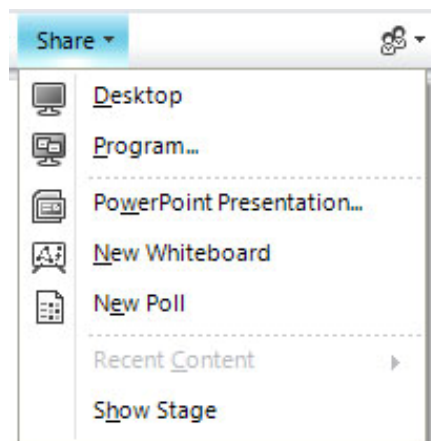 Share
Desktop
Program...
PowerPoint Presentation...
New Whiteboard
New Poll
Recent Content
Show Stage